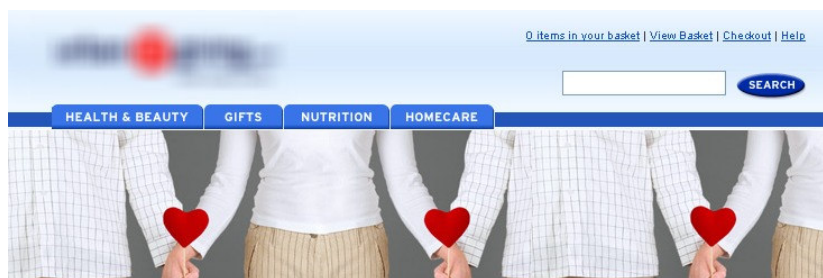 0 items in your basket | View Basket | Checkout | Help
SEARCH
HEALTH & BEAUTY GIFTS NUTRITION HOMECARE